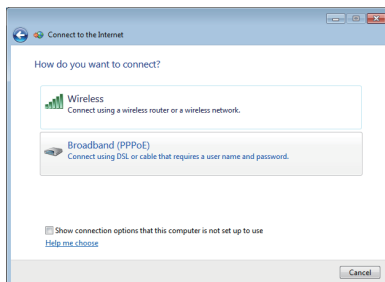 Connect to the Internet
How do you want to connect?
Wireless
Connect using a wireless router or a wireless network.
Broadband (PPPoE)
Connect using DSL or cable that requires a user name and password.
Show connection options that this computer is not set up to use
Help me choose
Cancel